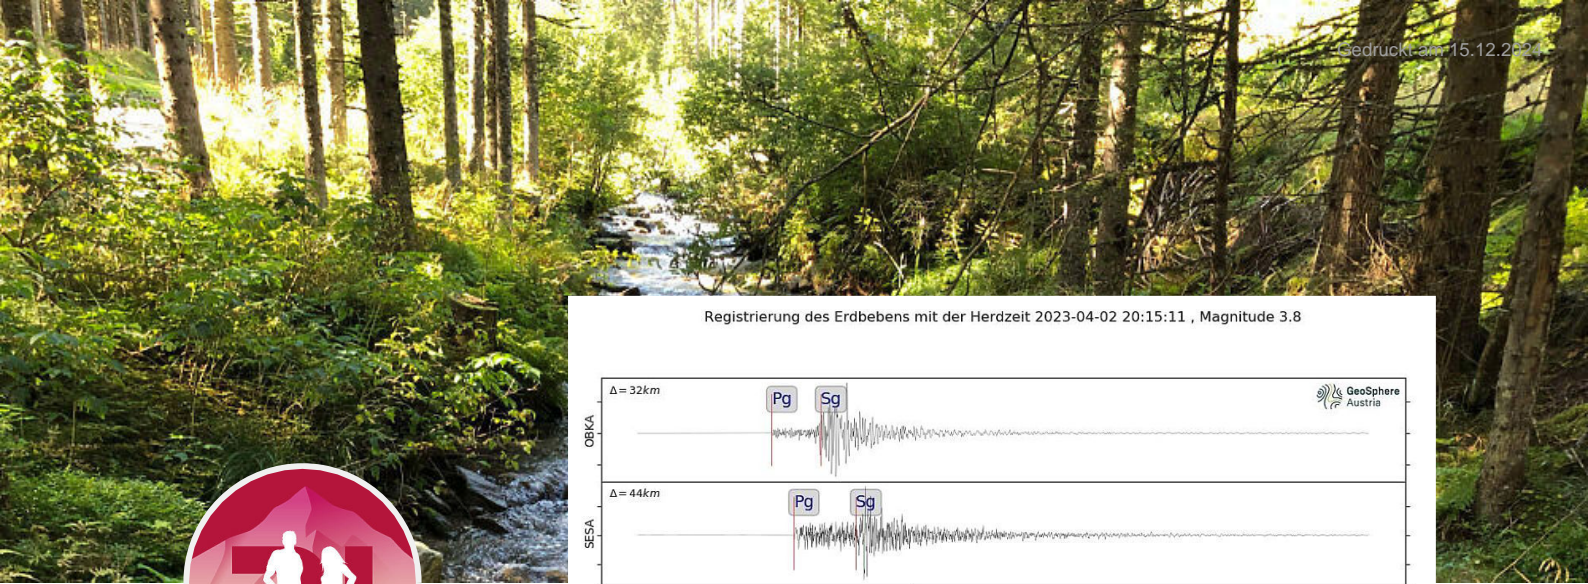 Gedruckt am 15.12.2024
Registrierung des Erdbebens mit der Herdzeit 2023-04-02 20:15:11 , Magnitude 3.8
Δ = 32km
Pg
Sg
GeoSphere
Austria
OBKA
Δ = 44km
Pg
Sg
SESA